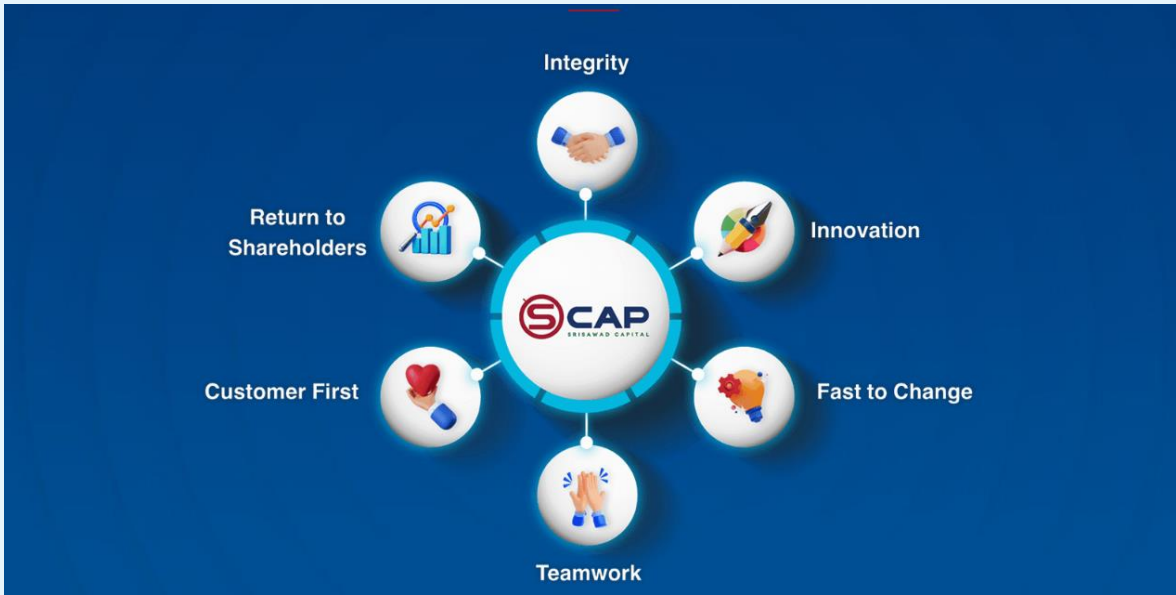 Integrity
Return to
Shareholders
Innovation
SCAP
SRISAWAD CAPITAL
Customer First
Fast to Change
Teamwork